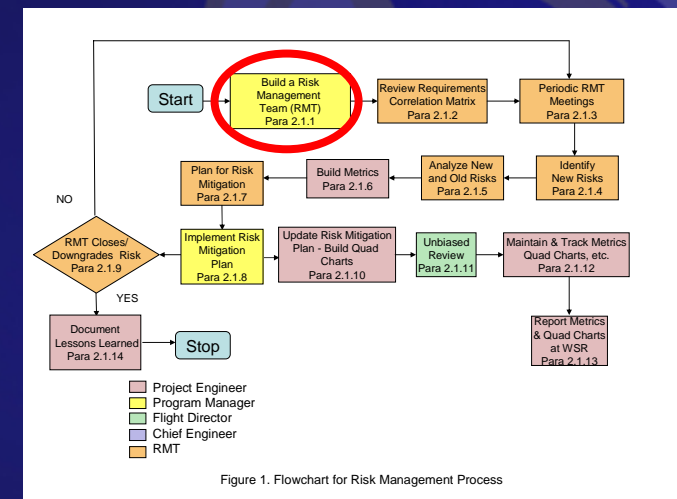 Start
Build a Risk
Management
Team (RMT)
Para 2.1.1
Review Requirements
Correlation Matrix
Para 2.1.2
Periodic RMT
Meetings
Para 2.1.3
Plan for Risk
Mitigation
Para 2.1.7
Build Metrics
Para 2.1.6
Analyze New
and Old Risks
Para 2.1.5
Identify
New Risks
Para 2.1.4
NO
RMT Closes/
Downgrades Risk
Para 2.1.9
Implement Risk
Mitigation
Plan
Para 2.1.8
Update Risk Mitigation
Plan - Build Quad
Charts
Para 2.1.10
Unbiased
Review
Para 2.1.11
Maintain & Track Metrics
Quad Charts, etc.
Para 2.1.12
YES
Document
Lessons Learned
Para 2.1.14
Stop
Report Metrics
& Quad Charts
at WSR
Para 2.1.13
Project Engineer
Program Manager
Flight Director
Chief Engineer
RMT
Figure 1. Flowchart for Risk Management Process